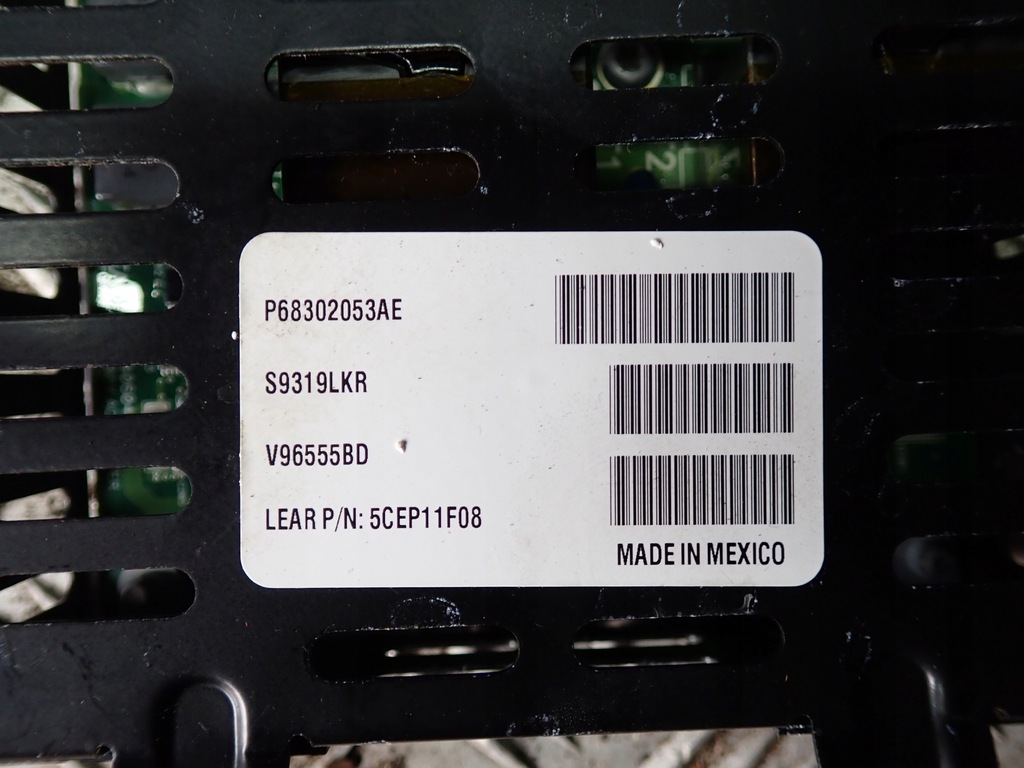 P68302053AE
S9319LKR
V96555BD
LEAR P/N: 5CEP11F08
MADE IN MEXICO